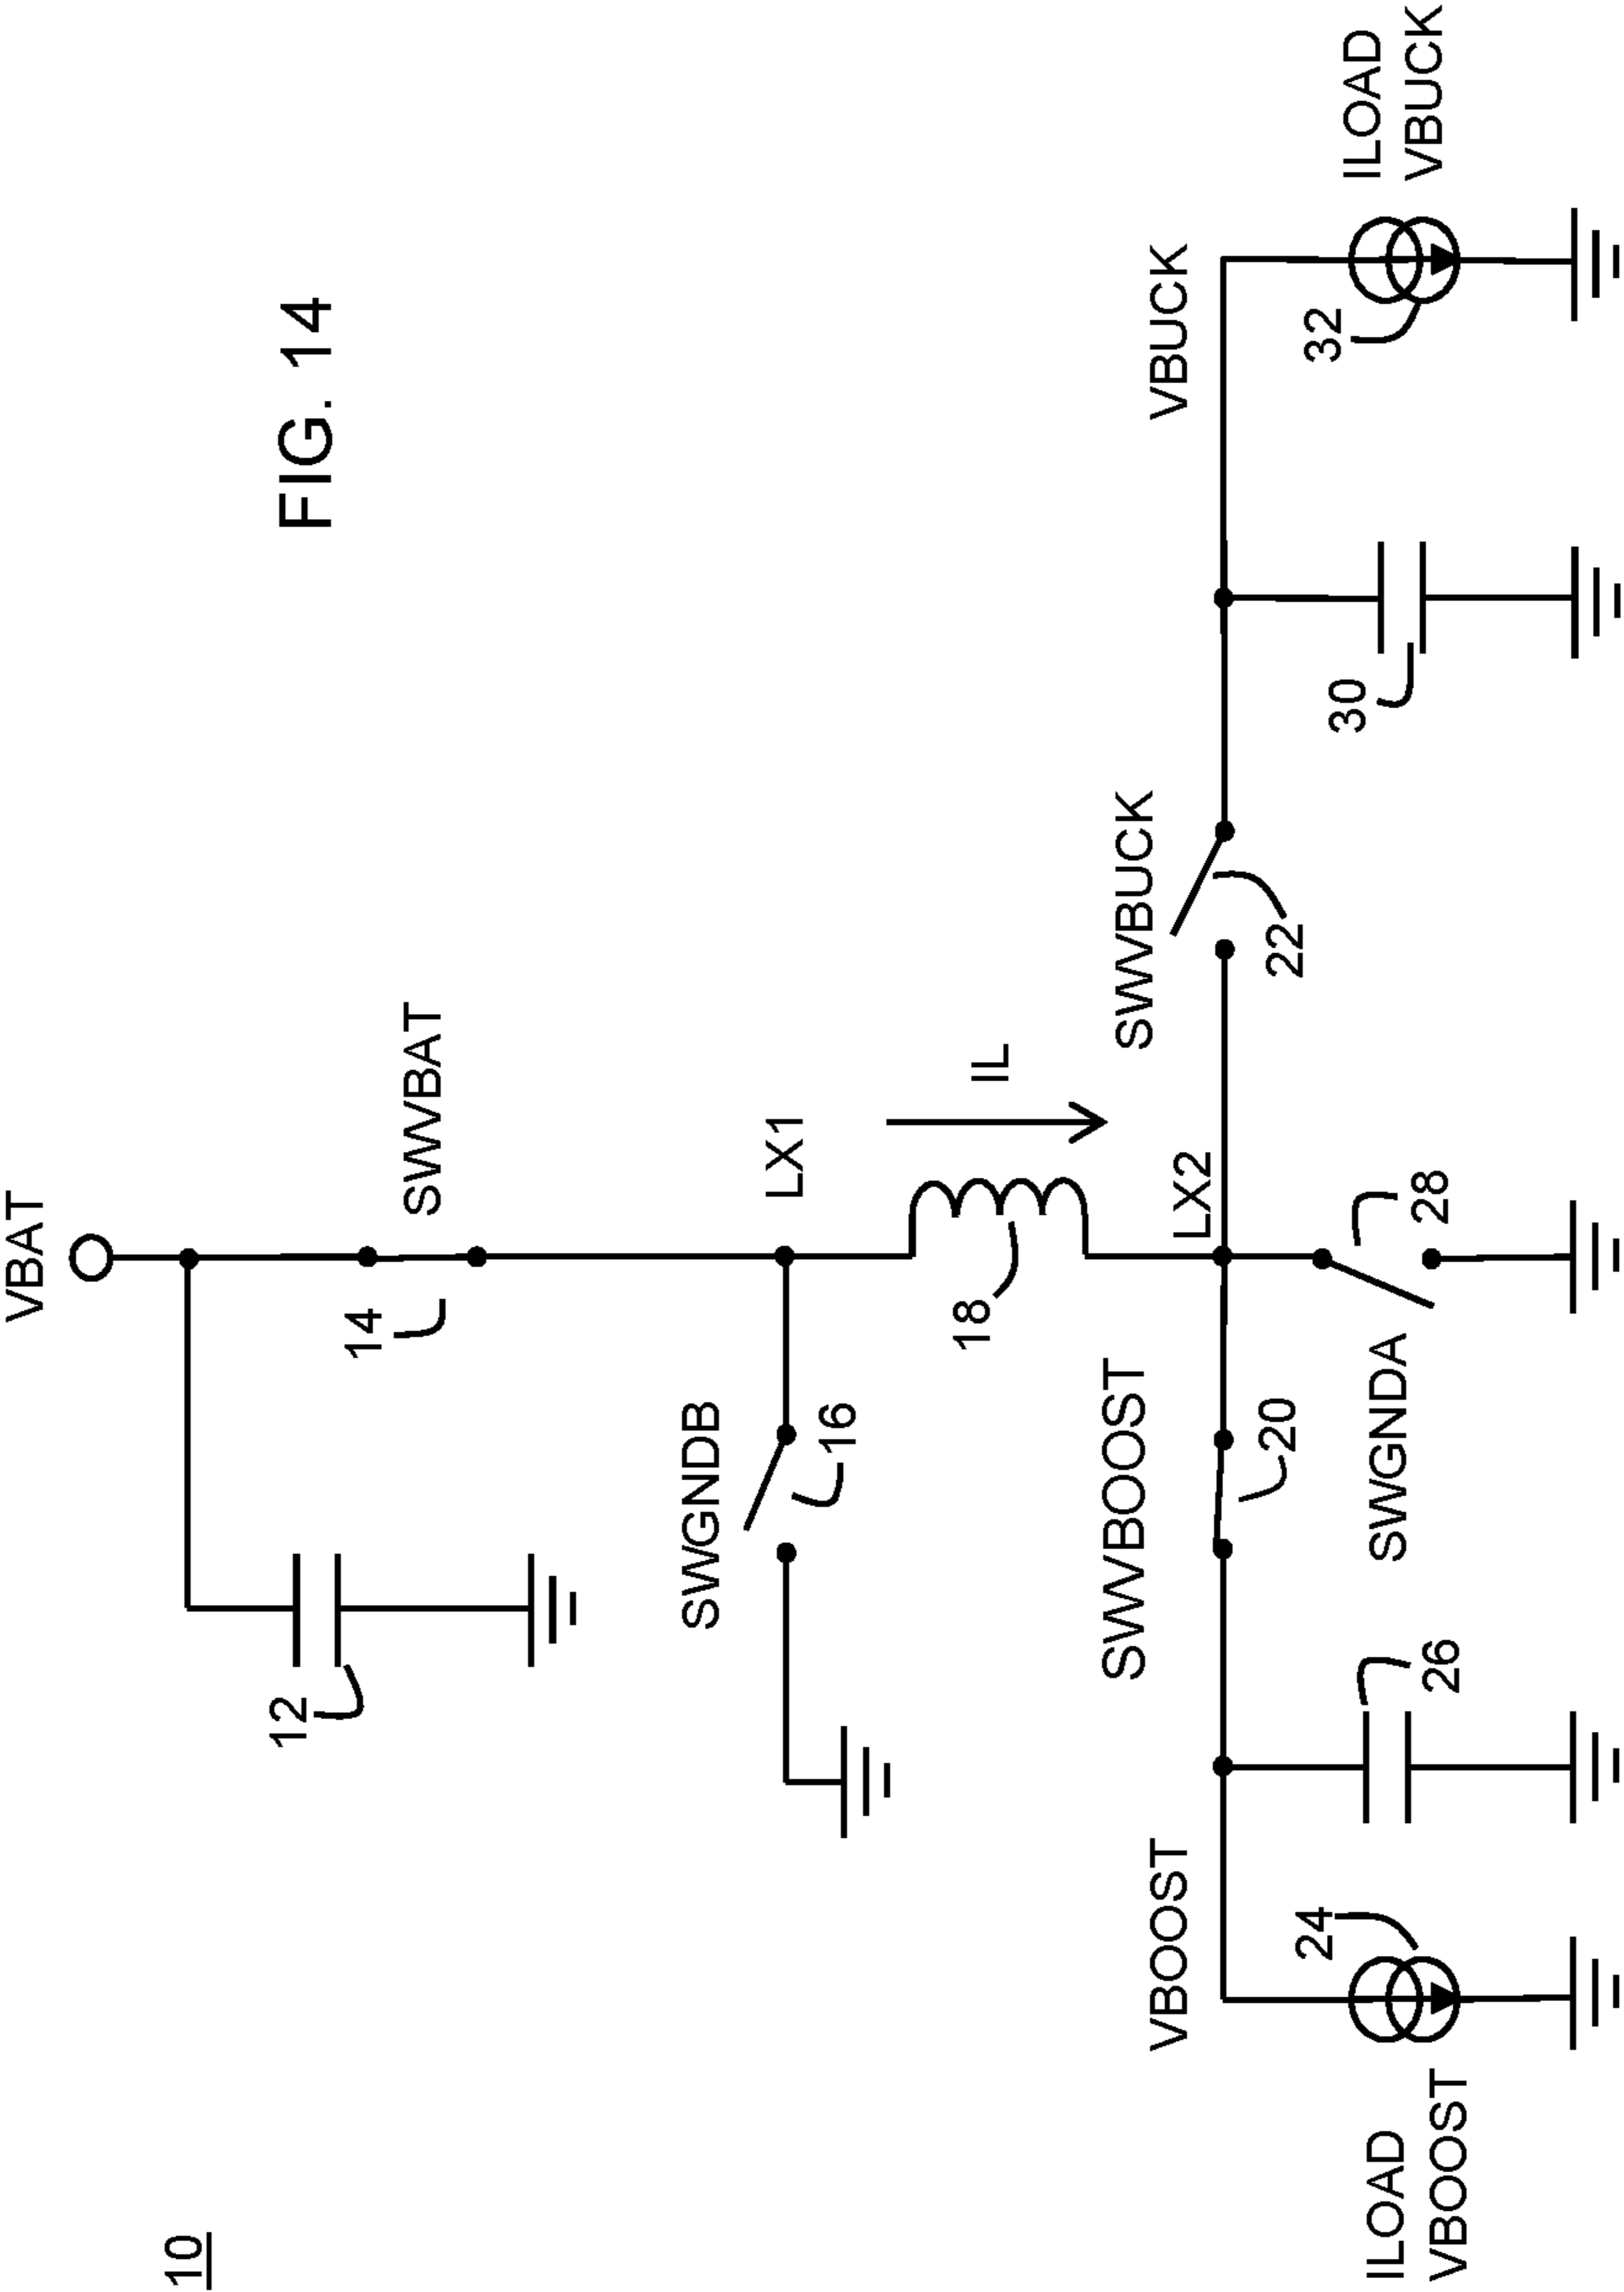 10
FIG. 14
VBAT
12
14
SWVBAT
SWGNDB
16
LX1
18
IL
LX2
SWVBOOST
20
SWVBUCK
22
VBOOST
VBUCK
ILOAD
VBOOST
24
26
SWGNDA
28
30
32
ILOAD
VBUCK